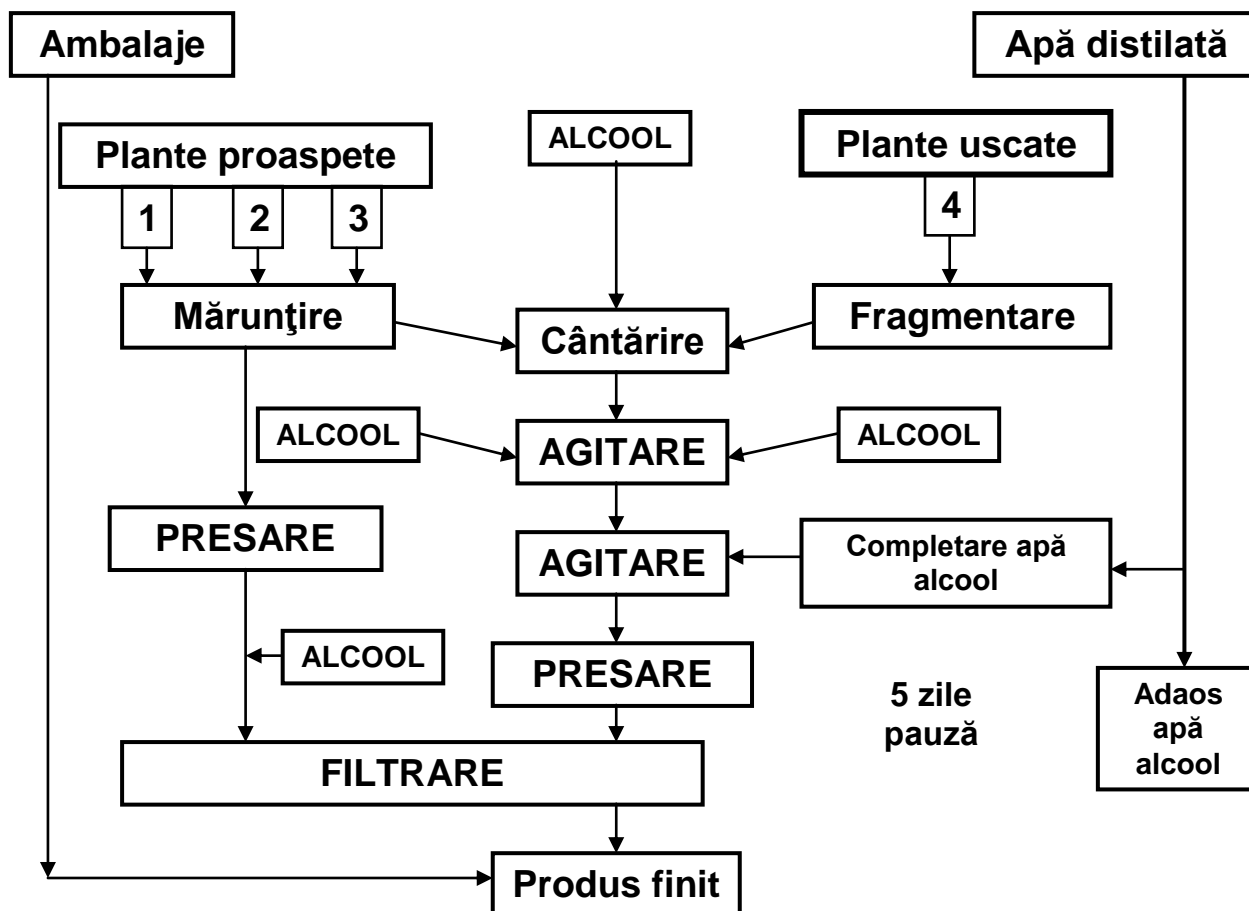 Ambalaje
Apă distilată
Plante proaspete
ALCOOL
Plante uscate
1
2
3
4
Mărunţire
Cântărire
Fragmentare
ALCOOL
AGITARE
ALCOOL
PRESARE
AGITARE
Completare apă
alcool
ALCOOL
PRESARE
5 zile
pauză
Adaos
apă
alcool
FILTRARE
Produs finit